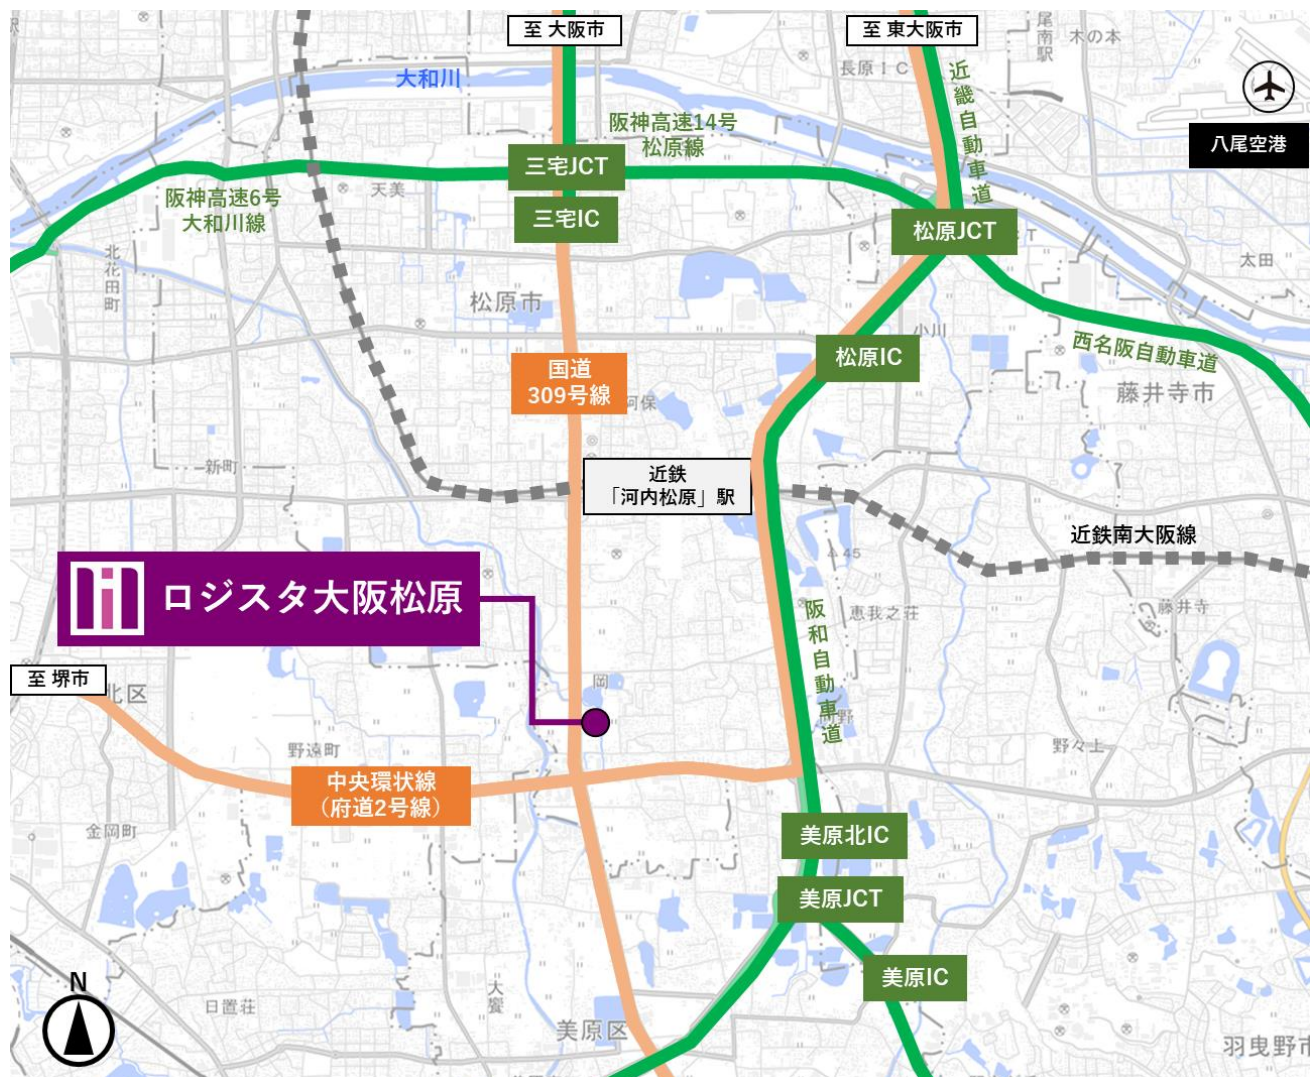 至 大阪市
至 東大阪市
尾南駅
木の本
長原IC
近畿自動車道
八尾空港
大和川
阪神高速14号
松原線
三宅JCT
天美
阪神高速6号
大和川線
三宅IC
松原JCT
太田
北花田町
松原市
小川
松原IC
西名阪自動車道
藤井寺市
国道
309号線
河保
新町
近鉄
「河内松原」駅
近鉄南大阪線
45
ロジスタ大阪松原
阪和自動車道
恵我之荘
藤井寺
至 堺市
北区
岡
野遠町
野々上
中央環状線
（府道2号線）
金岡町
美原北IC
美原JCT
美原IC
N
日置荘
大饗
美原区
羽曳野市